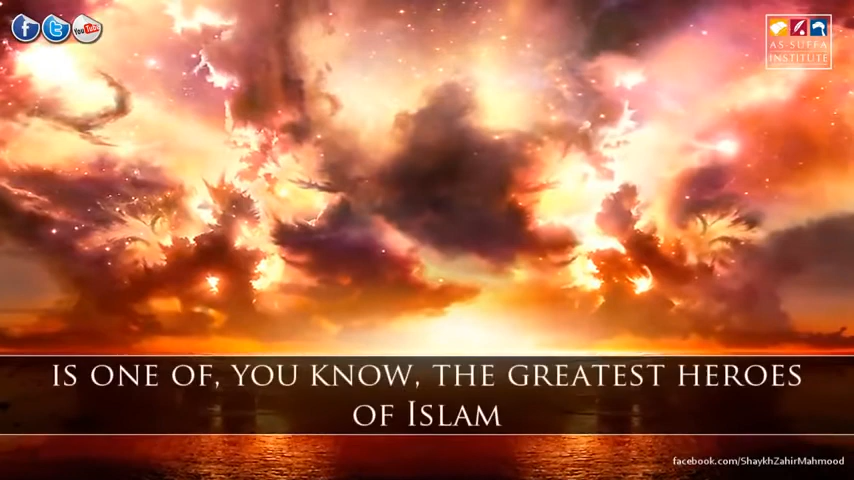 f
t
You Tube
AS SUFFA
INSTITUTE
IS ONE OF, YOU KNOW, THE GREATEST HEROES
OF ISLAM
facebook.com/ShaykhZahirMahmood